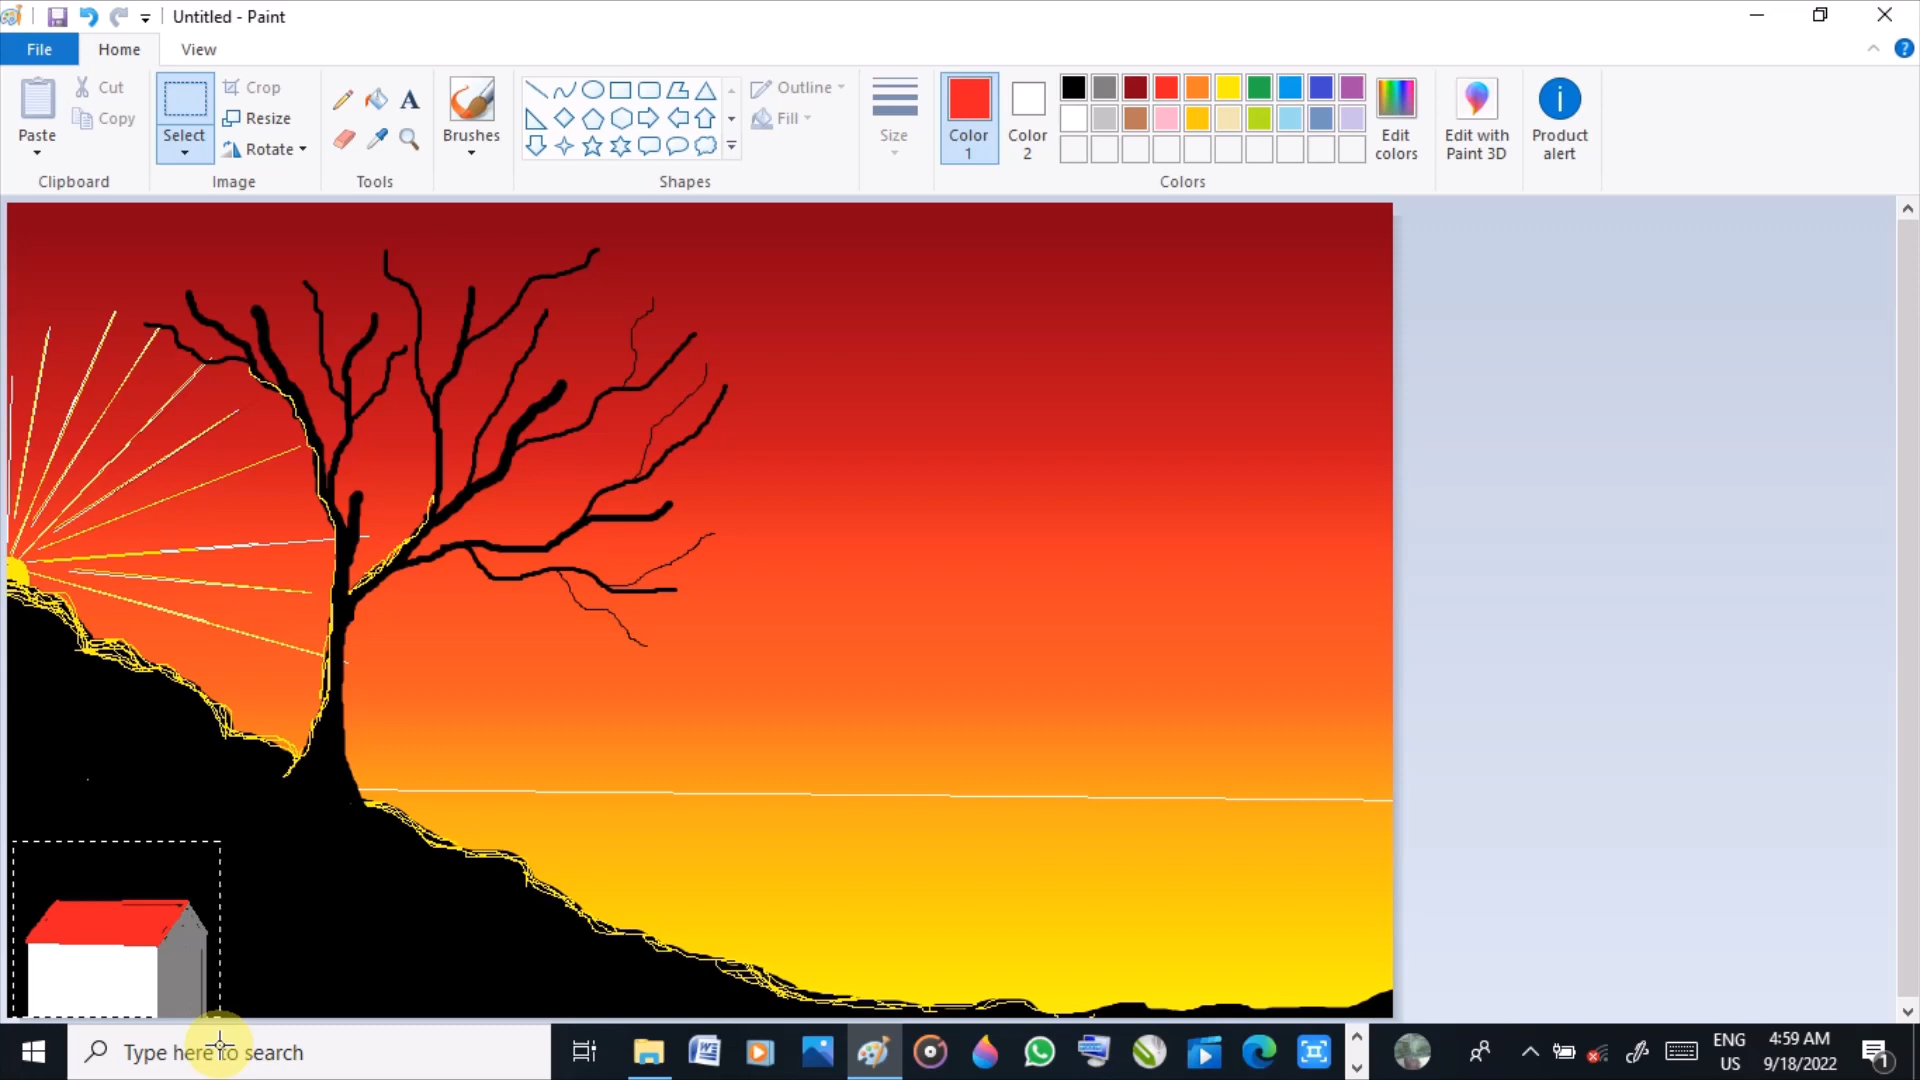 Untitled - Paint
File Home View
Paste
Cut
Copy
Clipboard
Select
Crop
Resize
Rotate
Image
A
Tools
Brushes
Shapes
Outline
Fill
Size
Color 1
Color 2
Colors
Edit colors
Edit with Paint 3D
Product alert
Type here to search
ENG
US
4:59 AM
9/18/2022
1